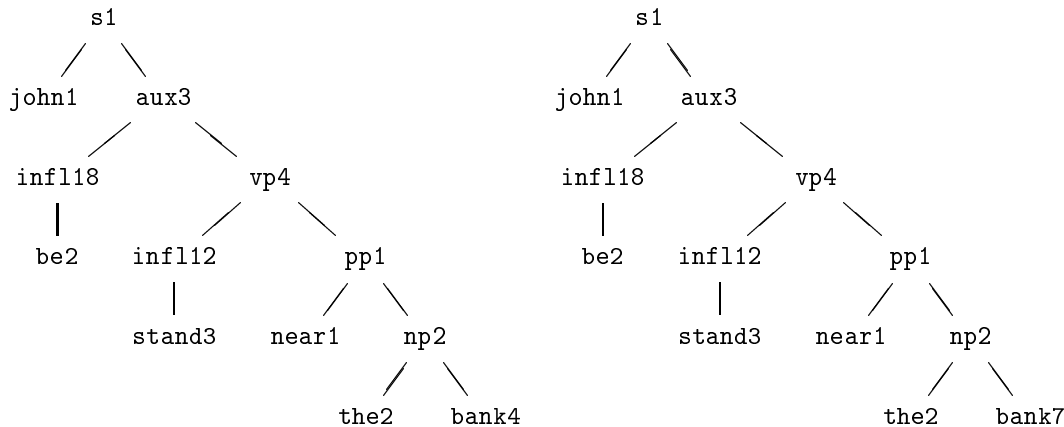 s1 s1
john1 aux3 john1 aux3
infl18 vp4 infl18 vp4
be2 infl12 pp1 be2 infl12 pp1
stand3 near1 np2 stand3 near1 np2
the2 bank4 the2 bank7